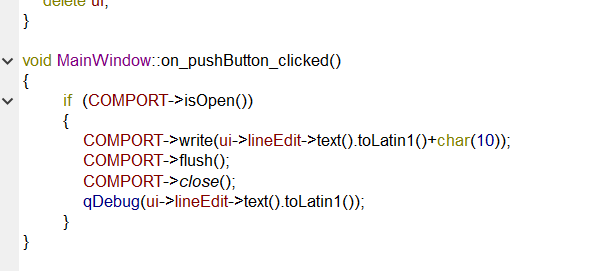 delete ui;
}
void MainWindow::on_pushButton_clicked()
{
if (COMPORT->isOpen())
{
COMPORT->write(ui->lineEdit->text().toLatin1()+char(10));
COMPORT->flush();
COMPORT->close();
qDebug(ui->lineEdit->text().toLatin1());
}
}